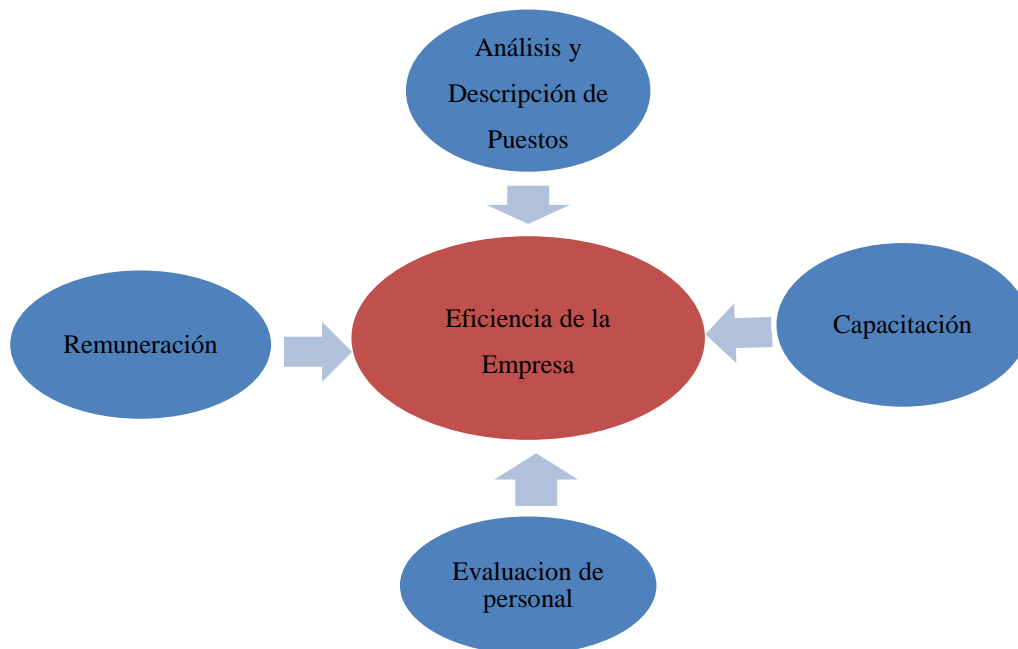 Análisis y
Descripción de
Puestos
Remuneración
Eficiencia de la
Empresa
Capacitación
Evaluacion de
personal